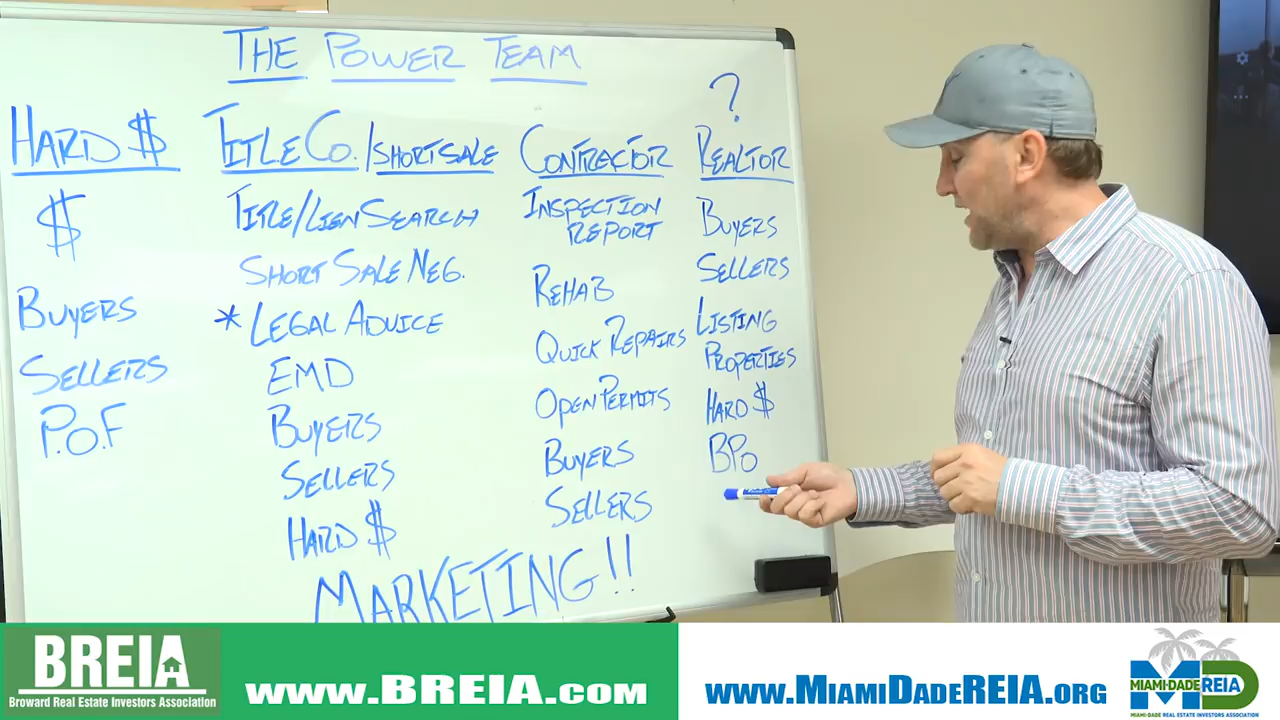 THE POWER TEAM
HARD $
$
BUYERS
SELLERS
P.O.F
TITLE CO./SHORT SALE
TITLE/LIEN SEARCH
SHORT SALE NEG.
* LEGAL ADVICE
EMD
BUYERS
SELLERS
HARD $
CONTRACTOR
INSPECTION
REPORT
REHAB
QUICK REPAIRS
OPEN PERMITS
BUYERS
SELLERS
?
REALTOR
BUYERS
SELLERS
LISTING
PROPERTIES
HARD $
BPO
MARKETING!!
BREIA
Broward Real Estate Investors Association
www.BREIA.com
www.MiamiDadeREIA.org
MD
MIAMI-DADE REIA
MIAMI-DADE REAL ESTATE INVESTORS ASSOCIATION